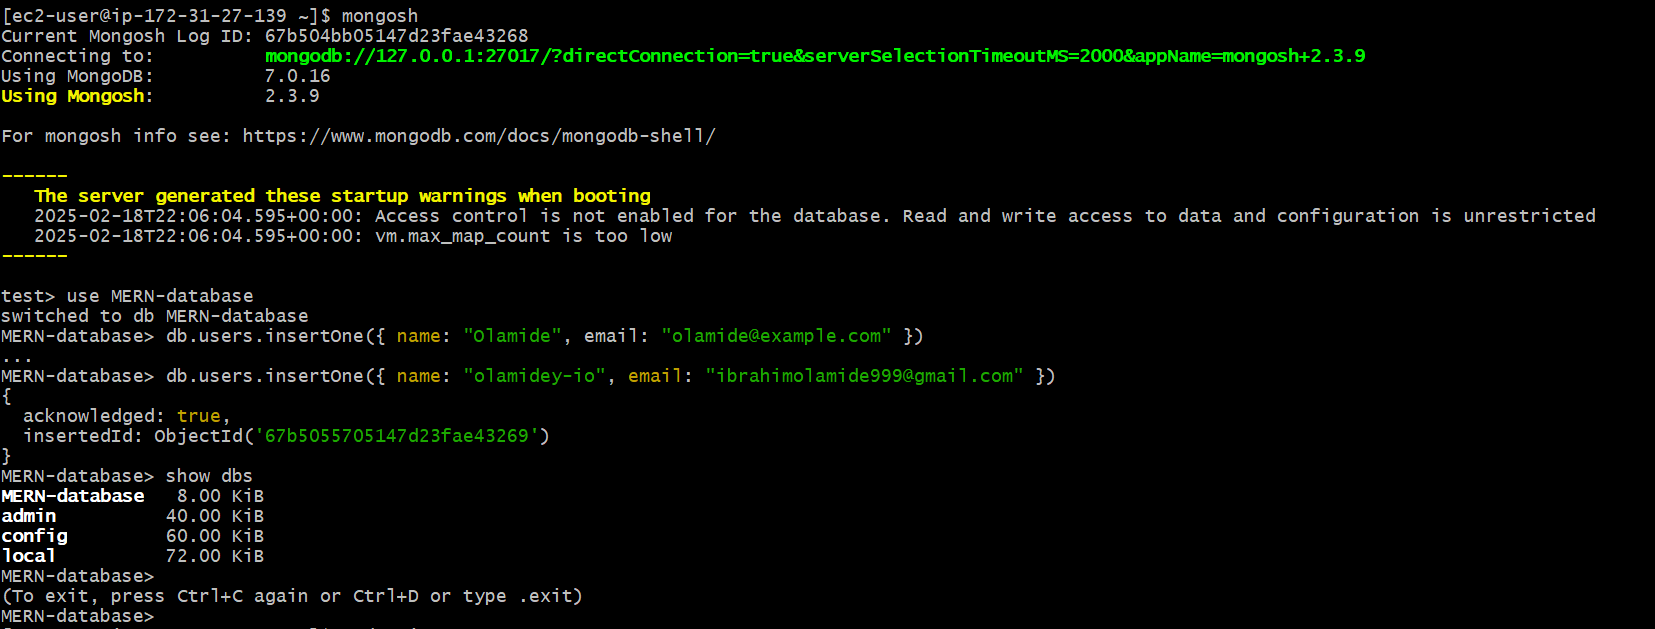 [ec2-user@ip-172-31-27-139 ~]$ mongosh
Current Mongosh Log ID: 67b504bb05147d23fae43268
Connecting to:          mongodb://127.0.0.1:27017/?directConnection=true&serverSelectionTimeoutMS=2000&appName=mongosh+2.3.9
Using MongoDB:          7.0.16
Using Mongosh:          2.3.9
For mongosh info see: https://www.mongodb.com/docs/mongodb-shell/
------
   The server generated these startup warnings when booting
   2025-02-18T22:06:04.595+00:00: Access control is not enabled for the database. Read and write access to data and configuration is unrestricted
   2025-02-18T22:06:04.595+00:00: vm.max_map_count is too low
------
test> use MERN-database
switched to db MERN-database
MERN-database> db.users.insertOne({ name: "Olamide", email: "olamide@example.com" })
...
MERN-database> db.users.insertOne({ name: "olamidey-io", email: "ibrahimolamide999@gmail.com" })
{
  acknowledged: true,
  insertedId: ObjectId('67b5055705147d23fae43269')
}
MERN-database> show dbs
MERN-database   8.00 KiB
admin          40.00 KiB
config         60.00 KiB
local          72.00 KiB
MERN-database>
(To exit, press Ctrl+C again or Ctrl+D or type .exit)
MERN-database>